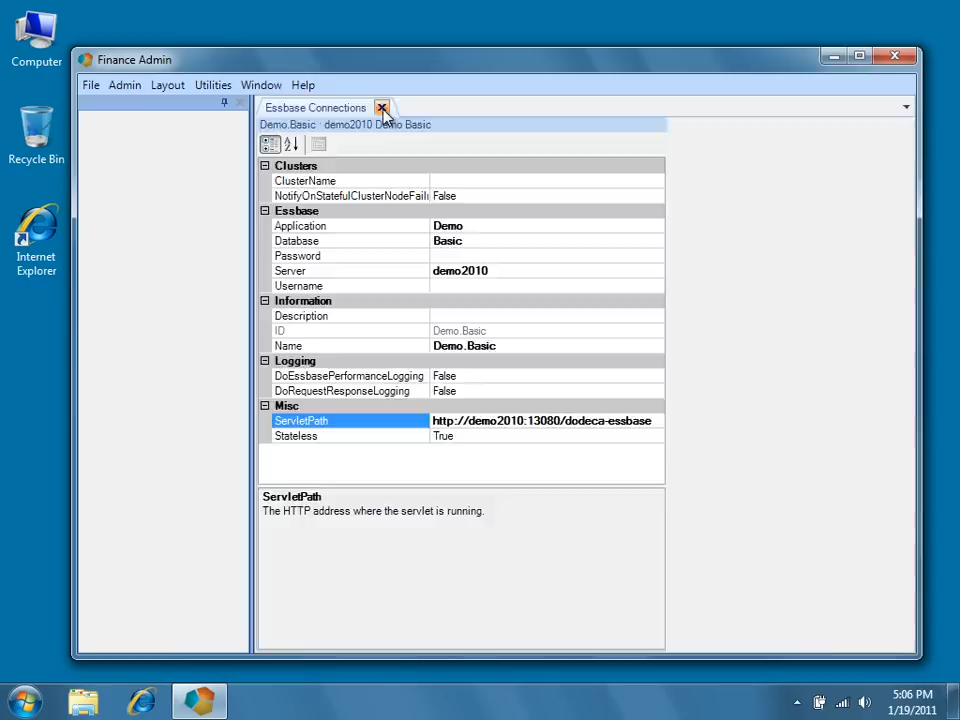 Computer
Recycle Bin
Internet
Explorer
Finance Admin
File Admin Layout Utilities Window Help
Essbase Connections
Demo.Basic demo2010 Demo Basic
Clusters
ClusterName
NotifyOnStatefulClusterNodeFail False
Essbase
Application Demo
Database Basic
Password
Server demo2010
Username
Information
Description
ID Demo.Basic
Name Demo.Basic
Logging
DoEssbasePerformanceLogging False
DoRequestResponseLogging False
Misc
ServletPath http://demo2010:13080/dodeca-essbase
Stateless True
ServletPath
The HTTP address where the servlet is running.
5:06 PM
1/19/2011